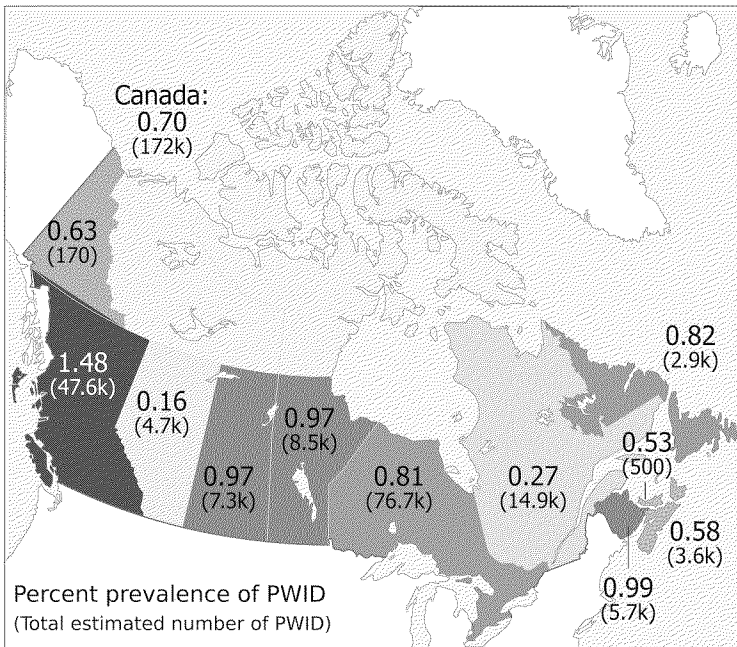 Canada:
0.70
(172k)
0.63
(170)
1.48
(47.6k)
0.16
(4.7k)
0.97
(7.3k)
0.97
(8.5k)
0.81
(76.7k)
0.27
(14.9k)
0.82
(2.9k)
0.53
(500)
0.58
(3.6k)
0.99
(5.7k)
Percent prevalence of PWID
(Total estimated number of PWID)